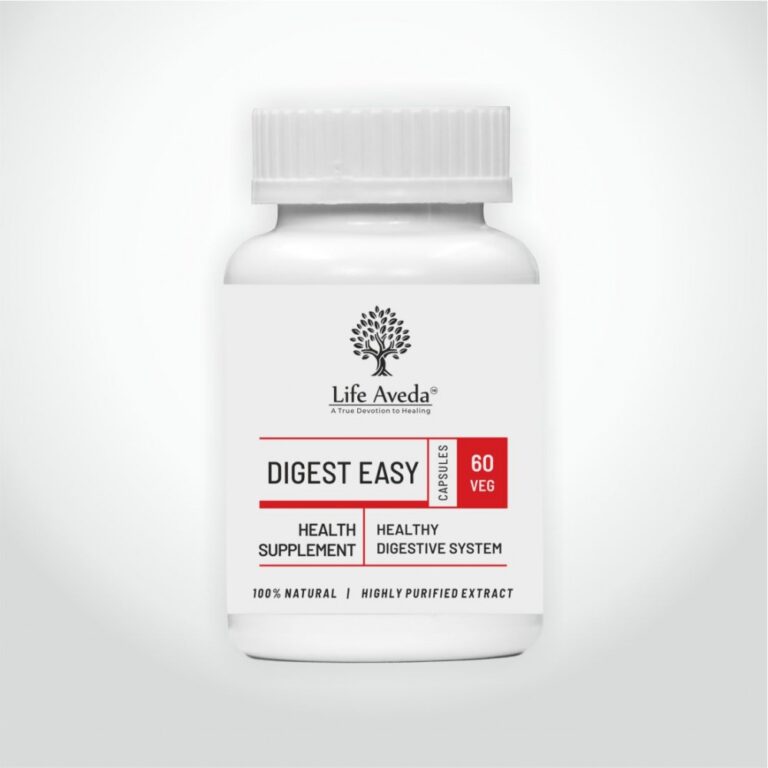 Life Aveda
A True Devotion to Healing
DIGEST EASY
CAPSULES
60
VEG
HEALTH
SUPPLEMENT
HEALTHY
DIGESTIVE SYSTEM
100% NATURAL | HIGHLY PURIFIED EXTRACT